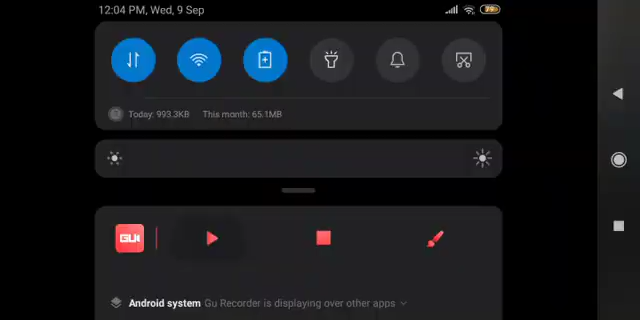 12:04 PM, Wed, 9 Sep
79
Today: 993.3KB This month: 65.1MB
GU
Android system Gu Recorder is displaying over other apps